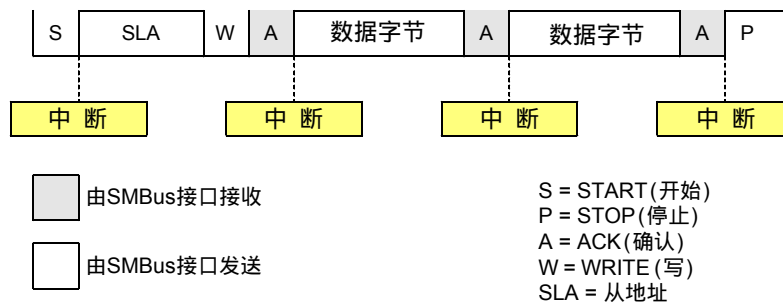 S SLA W A 数据字节 A 数据字节 A P
中 断 中 断 中 断 中 断
由SMBus接口接收
由SMBus接口发送
S = START(开始)
P = STOP(停止)
A = ACK(确认)
W = WRITE (写)
SLA = 从地址